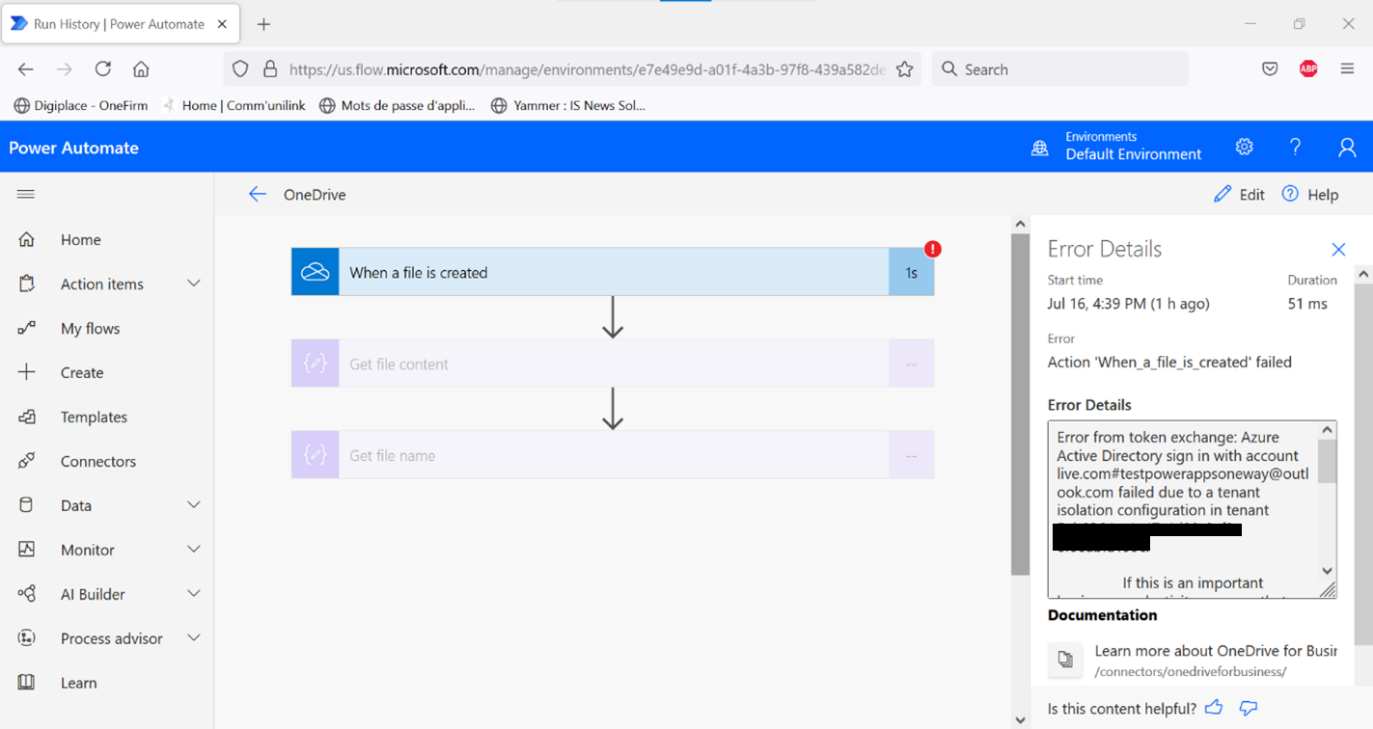 Run History | Power Automate
https://us.flow.microsoft.com/manage/environments/e7e49e9d-a01f-4a3b-97f8-439a582de
Search
ABP
Digiplace - OneFirm
Home | Comm'unilink
Mots de passe d'appli...
Yammer : IS News Sol...
Power Automate
Environments
Default Environment
OneDrive
Edit
Help
Home
Action items
My flows
Create
Templates
Connectors
Data
Monitor
AI Builder
Process advisor
Learn
When a file is created
1s
Get file content
--
Get file name
--
Error Details
Start time
Duration
Jul 16, 4:39 PM (1 h ago)
51 ms
Error
Action 'When_a_file_is_created' failed
Error Details
Error from token exchange: Azure
Active Directory sign in with account
live.com#testpowerappsoneway@outl
ook.com failed due to a tenant
isolation configuration in tenant
If this is an important
Documentation
Learn more about OneDrive for Busir
/connectors/onedriveforbusiness/
Is this content helpful?